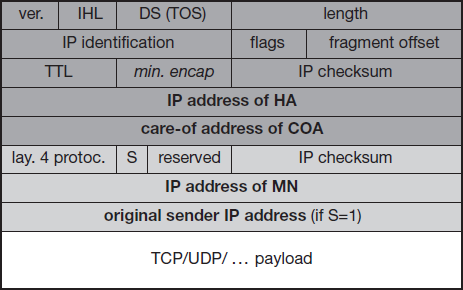 ver. IHL DS (TOS) length
IP identification flags fragment offset
TTL min. encap IP checksum
IP address of HA
care-of address of COA
lay. 4 protoc. S reserved IP checksum
IP address of MN
original sender IP address (if S=1)
TCP/UDP/ ... payload